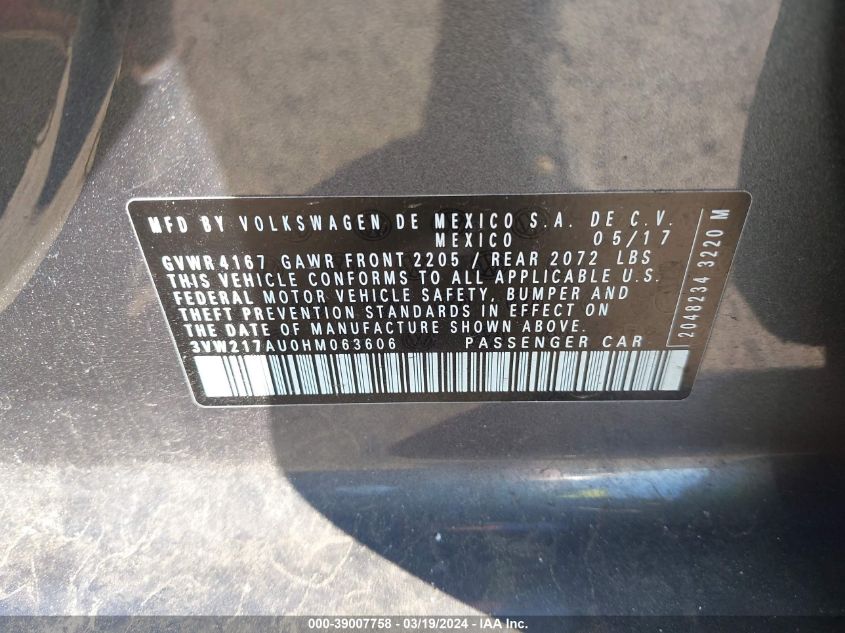 MFD BY VOLKSWAGEN DE MEXICO S.A. DE C.V.
MEXICO 05/17
GVWR 4167 GAWR FRONT 2205 / REAR 2072 LBS
THIS VEHICLE CONFORMS TO ALL APPLICABLE U.S.
FEDERAL MOTOR VEHICLE SAFETY, BUMPER AND
THEFT PREVENTION STANDARDS IN EFFECT ON
THE DATE OF MANUFACTURE SHOWN ABOVE.
3VW217AU0HM063606 PASSENGER CAR
2048234 3220 M
000-39007758 - 03/19/2024 - IAA, Inc.